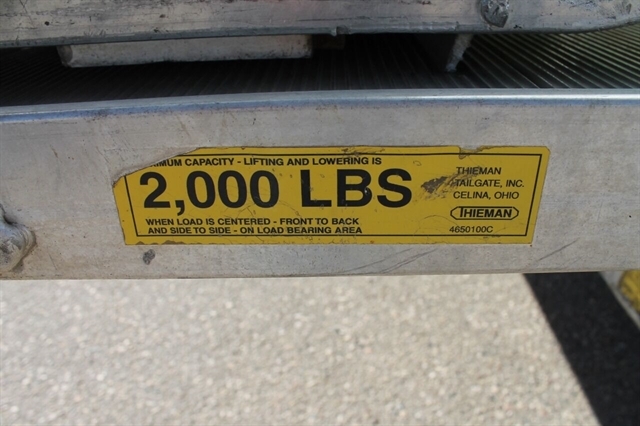 CAPACITY - LIFTING AND LOWERING IS
2,000 LBS
WHEN LOAD IS CENTERED - FRONT TO BACK
AND SIDE TO SIDE - ON LOAD BEARING AREA
THIEMAN
TAILGATE, INC.
CELINA, OHIO
THIEMAN
4650100C